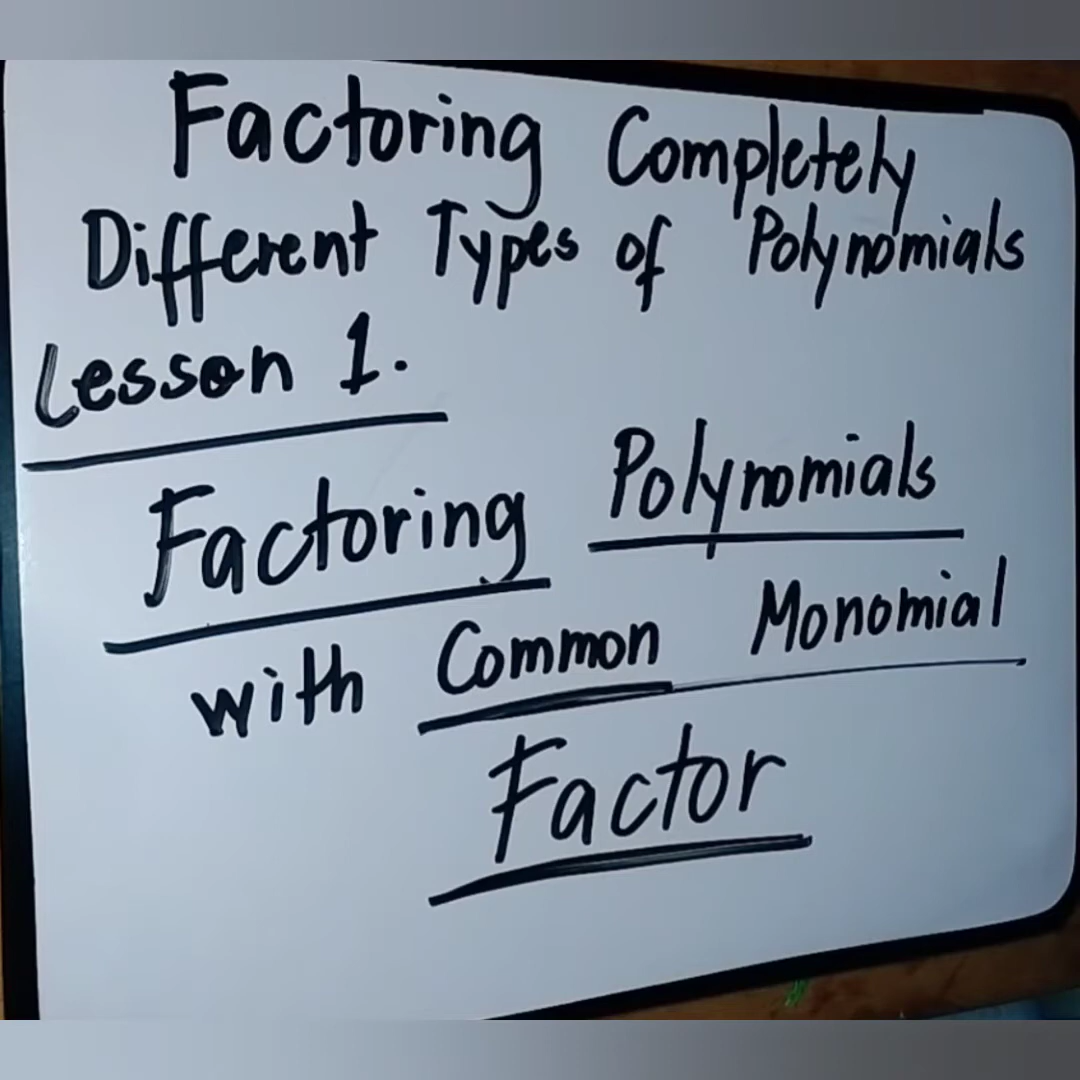 Factoring Completely
Different Types of Polynomials
Lesson 1.
Factoring Polynomials
with Common Monomial
Factor